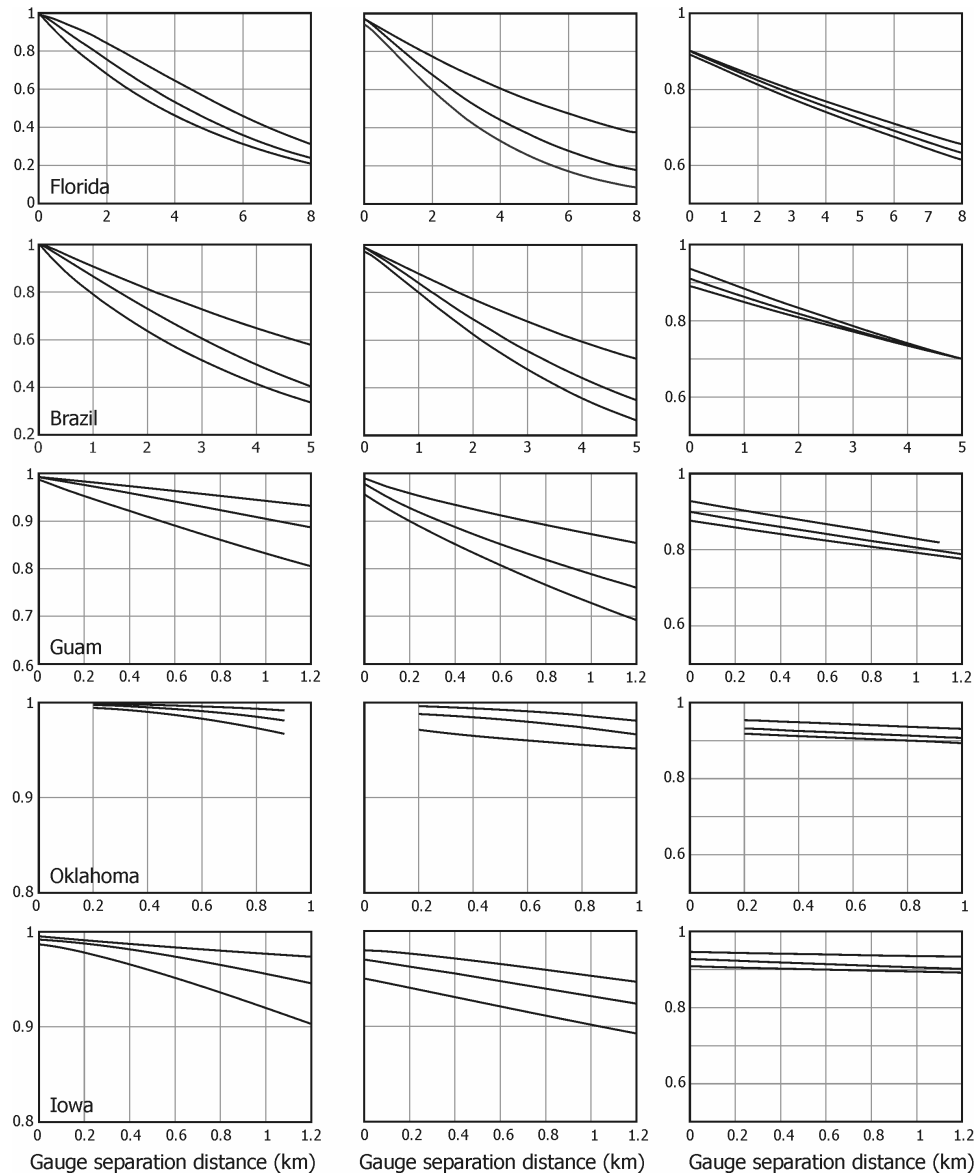 1 1
0.8 0.8
0.6
0.4
0.2 0.6
Florida
0
0 2 4 6 8 0 2 4 6 8 0 1 2 3 4 5 6 7 8
1 1
0.8
0.8
0.6
0.4 0.6
Brazil
0.2
0 1 2 3 4 5 0 1 2 3 4 5 0 1 2 3 4 5
1 1
0.9
0.8 0.8
0.7
0.6
Guam
0.6
0 0.2 0.4 0.6 0.8 1 1.2 0 0.2 0.4 0.6 0.8 1 1.2 0 0.2 0.4 0.6 0.8 1 1.2
1 1
0.8
0.9
0.6
Oklahoma
0.8
0 0.2 0.4 0.6 0.8 1 0 0.2 0.4 0.6 0.8 1 0 0.2 0.4 0.6 0.8 1
1 1
0.9
0.8
0.6
Iowa
0.8
0 0.2 0.4 0.6 0.8 1 1.2 0 0.2 0.4 0.6 0.8 1 1.2 0 0.2 0.4 0.6 0.8 1 1.2
Gauge separation distance (km) Gauge separation distance (km) Gauge separation distance (km)